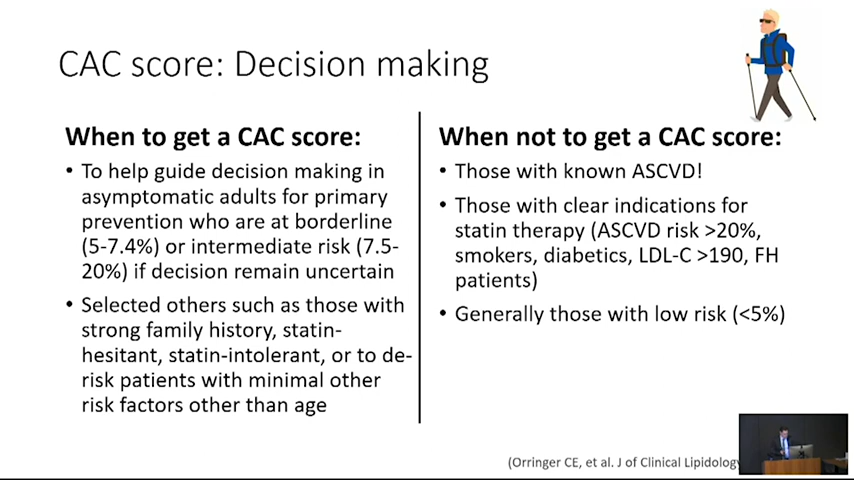 CAC score: Decision making
When to get a CAC score:
• To help guide decision making in
asymptomatic adults for primary
prevention who are at borderline
(5-7.4%) or intermediate risk (7.5-
20%) if decision remain uncertain
• Selected others such as those with
strong family history, statin-
hesitant, statin-intolerant, or to de-
risk patients with minimal other
risk factors other than age
When not to get a CAC score:
• Those with known ASCVD!
• Those with clear indications for
statin therapy (ASCVD risk >20%,
smokers, diabetics, LDL-C >190, FH
patients)
• Generally those with low risk (<5%)
(Orringer CE, et al. J of Clinical Lipidology